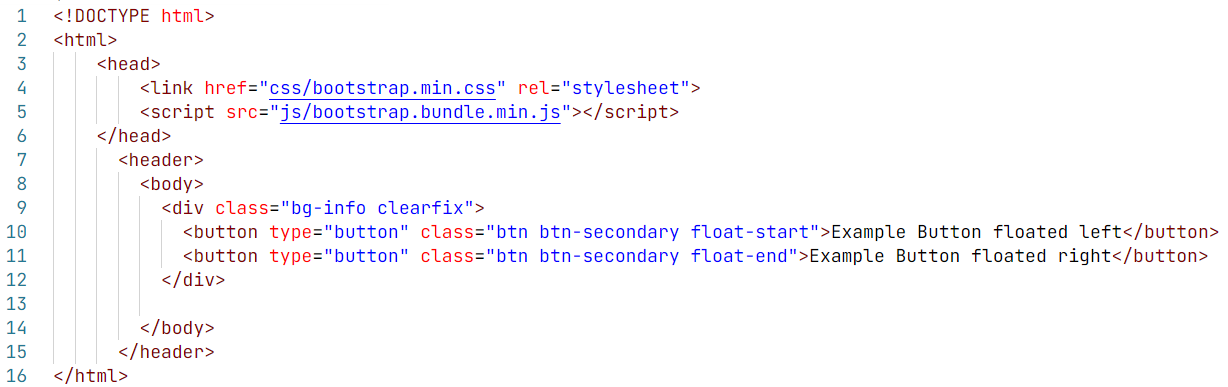 1 <!DOCTYPE html>
2 <html>
3     <head>
4         <link href="css/bootstrap.min.css" rel="stylesheet">
5         <script src="js/bootstrap.bundle.min.js"></script>
6     </head>
7       <header>
8         <body>
9           <div class="bg-info clearfix">
10             <button type="button" class="btn btn-secondary float-start">Example Button floated left</button>
11             <button type="button" class="btn btn-secondary float-end">Example Button floated right</button>
12           </div>
13
14         </body>
15       </header>
16 </html>